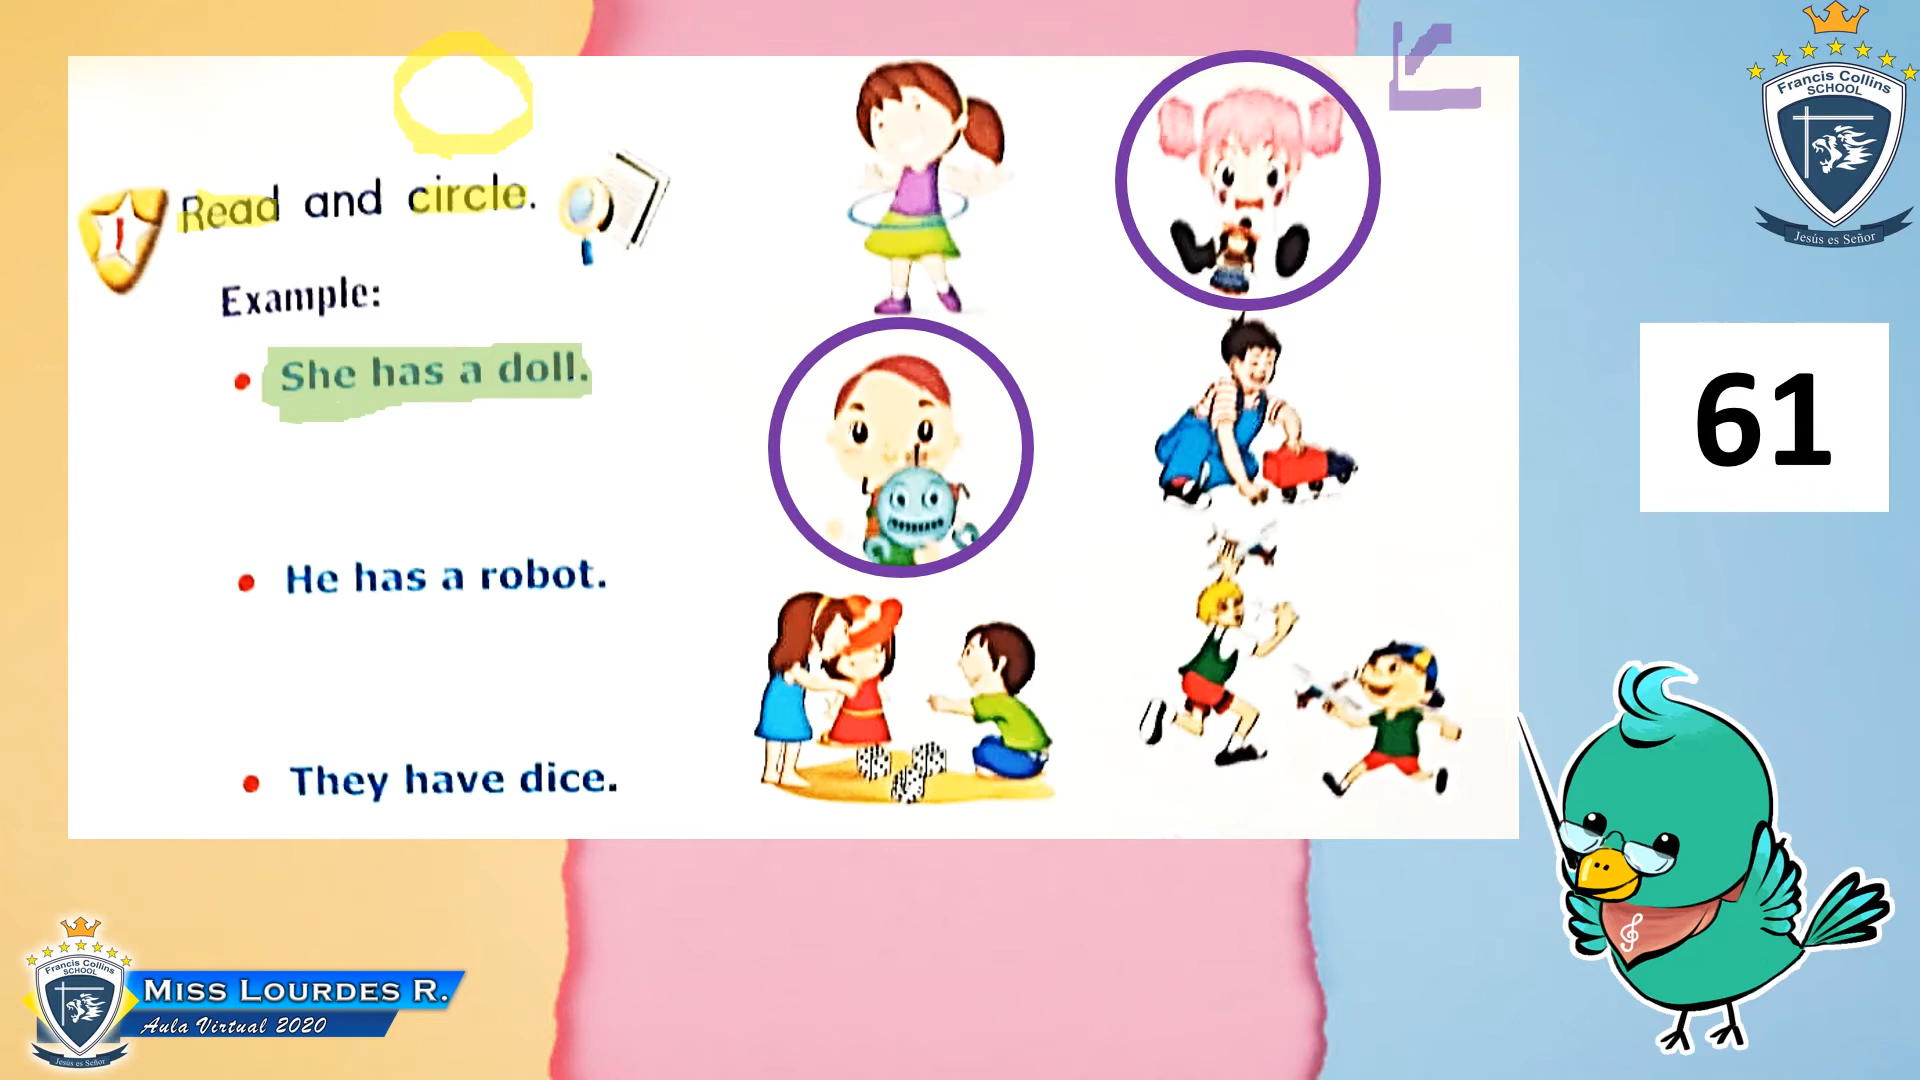 Read and circle.
Example:
She has a doll.
He has a robot.
They have dice.
Francis Collins
SCHOOL
Jesús es Señor
61
Francis Collins
SCHOOL
Jesús es Señor
MISS LOURDES R.
Aula Virtual 2020